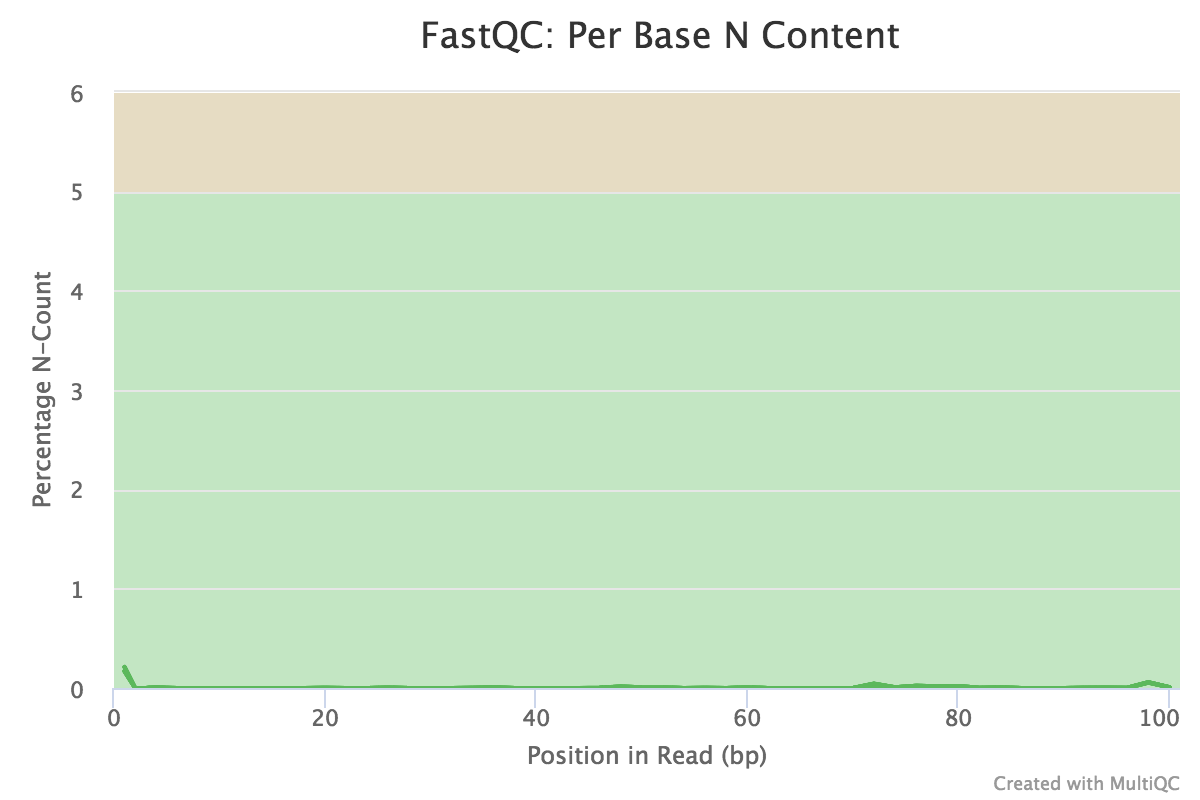 FastQC: Per Base N Content
6
5
4
3
2
1
0
Percentage N-Count
0 20 40 60 80 100
Position in Read (bp)
Created with MultiQC